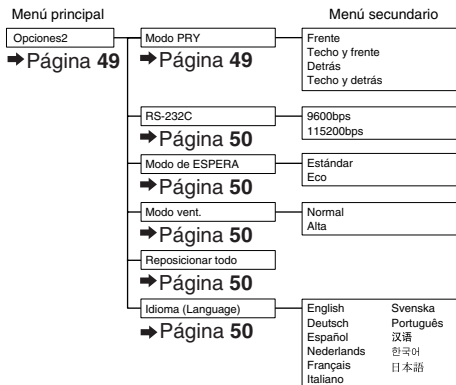 Menú principal
Menú secundario
Opciones2
➡Página 49
Modo PRY
➡Página 49
Frente
Techo y frente
Detrás
Techo y detrás
RS-232C
➡Página 50
9600bps
115200bps
Modo de ESPERA
➡Página 50
Estándar
Eco
Modo vent.
➡Página 50
Normal
Alta
Reposicionar todo
➡Página 50
Idioma (Language)
➡Página 50
English Svenska
Deutsch Português
Español 汉语
Nederlands 한국어
Français 日本語
Italiano